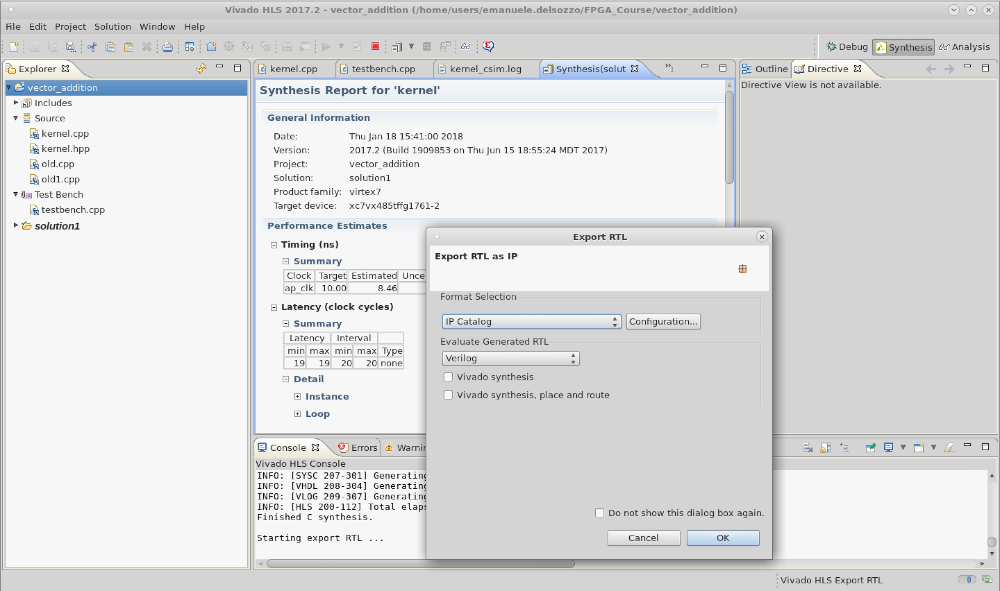 Vivado HLS 2017.2 - vector_addition (/home/users/emanuele.delsozzo/FPGA_Course/vector_addition)
File Edit Project Solution Window Help
Debug Synthesis Analysis
Explorer
vector_addition
Includes
Source
kernel.cpp
kernel.hpp
old.cpp
old1.cpp
Test Bench
testbench.cpp
solution1
kernel.cpp testbench.cpp kernel_csim.log Synthesis(solut »1
Synthesis Report for 'kernel'
General Information
Date: Thu Jan 18 15:41:00 2018
Version: 2017.2 (Build 1909853 on Thu Jun 15 18:55:24 MDT 2017)
Project: vector_addition
Solution: solution1
Product family: virtex7
Target device: xc7vx485tffg1761-2
Performance Estimates
Timing (ns)
Summary
Clock Target Estimated Unce
ap_clk 10.00 8.46
Latency (clock cycles)
Summary
Latency Interval
min max min max Type
19 19 20 20 none
Detail
Instance
Loop
Outline Directive
Directive View is not available.
Export RTL
Export RTL as IP
Format Selection
IP Catalog Configuration...
Evaluate Generated RTL
Verilog
Vivado synthesis
Vivado synthesis, place and route
Do not show this dialog box again.
Cancel OK
Console Errors Warnin
Vivado HLS Console
INFO: [SYSC 207-301] Generating
INFO: [VHDL 208-304] Generating
INFO: [VLOG 209-307] Generating
INFO: [HLS 200-112] Total elaps
Finished C synthesis.
Starting export RTL ...
Vivado HLS Export RTL